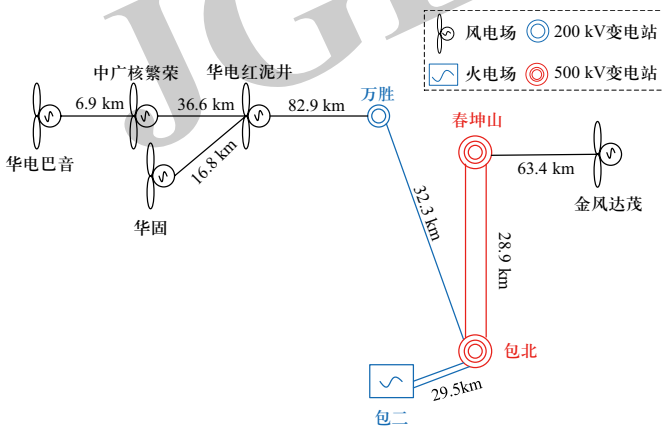 JGE
风电场
200 kV变电站
火电场
500 kV变电站
中广核繁荣
华电红泥井
万胜
春坤山
6.9 km
36.6 km
82.9 km
华电巴音
16.8 km
63.4 km
华固
32.3 km
金风达茂
28.9 km
包北
29.5km
包二